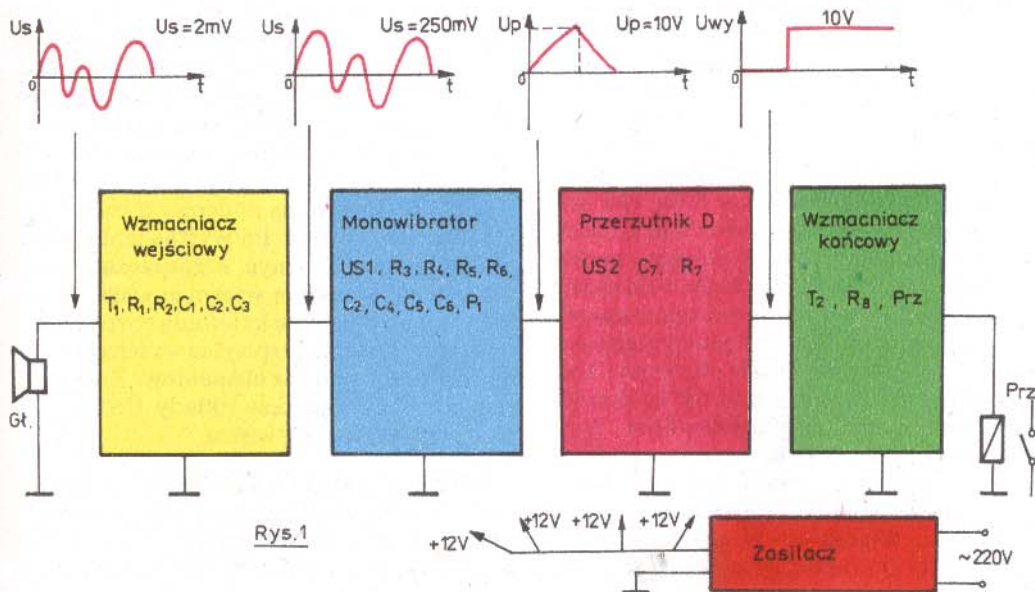 Us
Us = 2mV
0
t
Us
Us = 250mV
0
t
Up
Up = 10V
0
t
Uwy
10V
0
t
Wzmacniacz
wejściowy
T1, R1, R2, C1, C2, C3
Monowibrator
US1, R3, R4, R5, R6,
C2, C4, C5, C6, P1
Przerzutnik D
US2 C7, R7
Wzmacniacz
końcowy
T2, R8, Prz
Gł.
Prz
Rys.1
+12V
+12V
+12V
+12V
Zasilacz
~220V